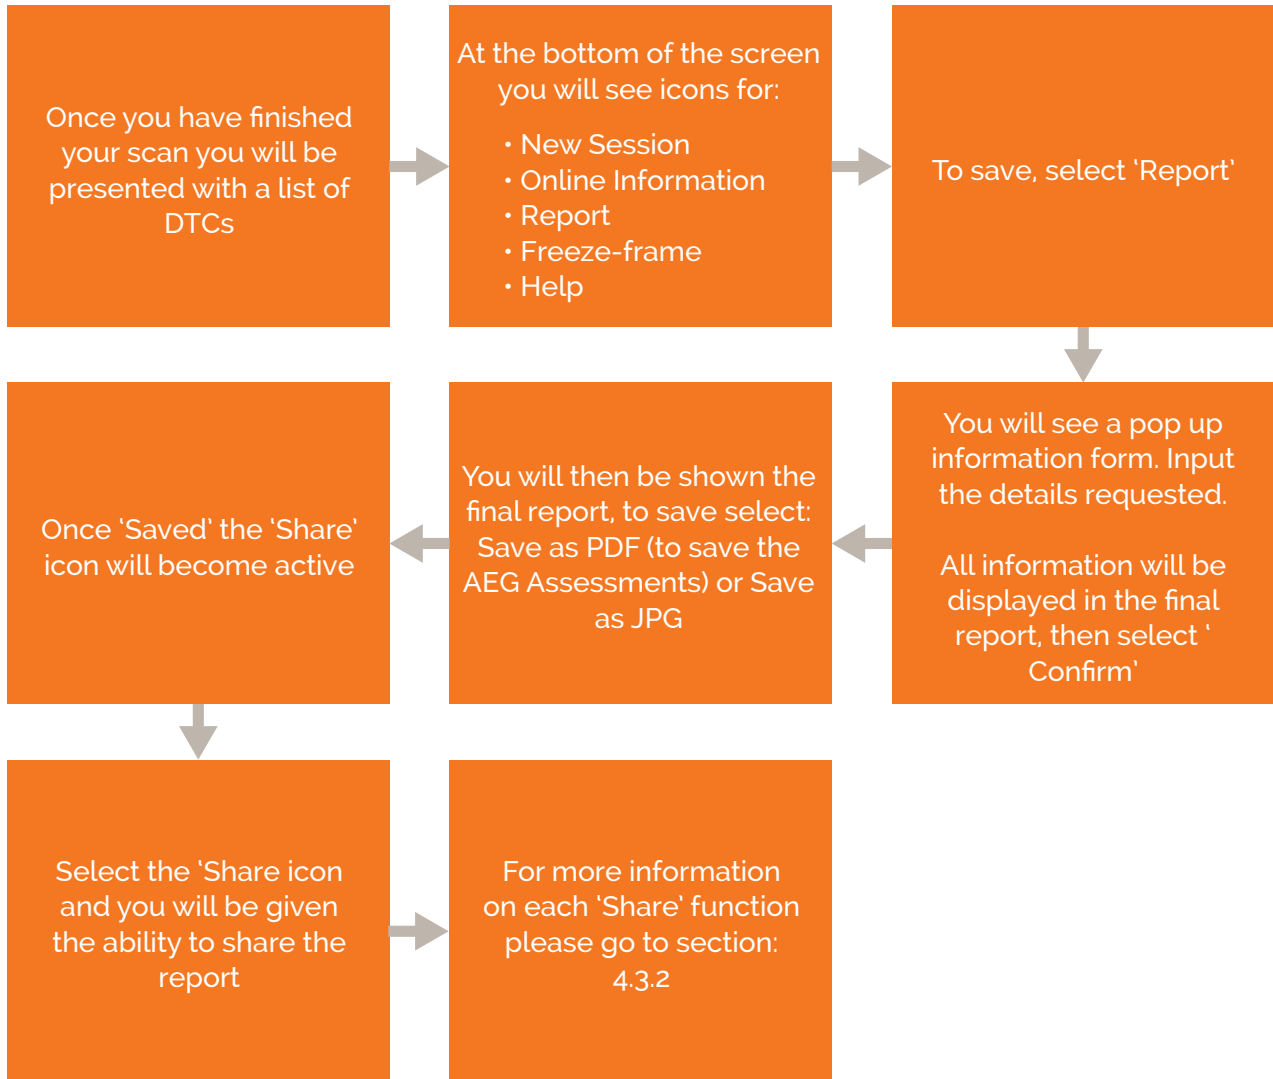 Once you have finished
your scan you will be
presented with a list of
DTCs
At the bottom of the screen
you will see icons for:
• New Session
• Online Information
• Report
• Freeze-frame
• Help
To save, select ‘Report’
You will see a pop up
information form. Input
the details requested.
All information will be
displayed in the final
report, then select ‘
Confirm’
You will then be shown the
final report, to save select:
Save as PDF (to save the
AEG Assessments) or Save
as JPG
Once ‘Saved’ the ‘Share’
icon will become active
Select the ‘Share icon
and you will be given
the ability to share the
report
For more information
on each ‘Share’ function
please go to section:
4.3.2